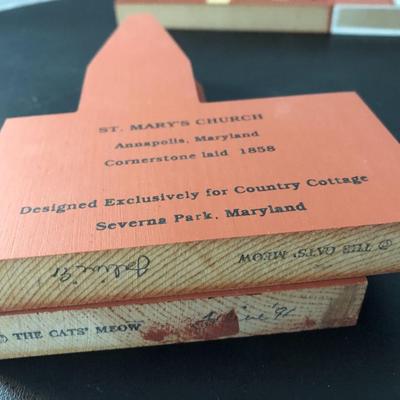 ST. MARY'S CHURCH
Annapolis, Maryland
Cornerstone laid 1858
Designed Exclusively for Country Cottage
Severna Park, Maryland
© THE CATS' MEOW
© THE CATS' MEOW